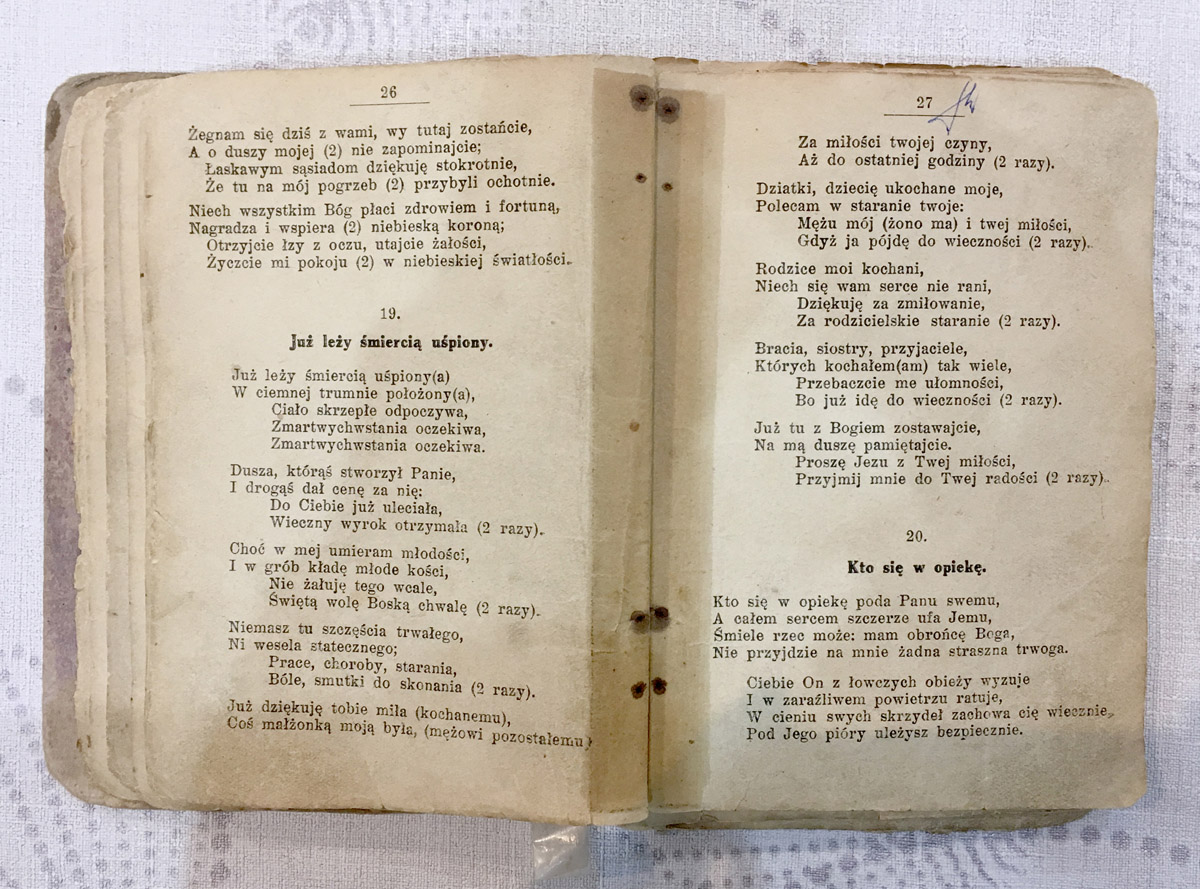 26
Żegnam się dziś z wami, wy tutaj zostańcie,
A o duszy mojej (2) nie zapominajcie;
Łaskawym sąsiadom dziękuję stokrotnie,
Że tu na mój pogrzeb (2) przybyli ochotnie.
Niech wszystkim Bóg płaci zdrowiem i fortuną,
Nagradza i wspiera (2) niebieską koroną;
Otrzyjcie łzy z oczu, utajcie żałości,
Życzcie mi pokoju (2) w niebieskiej światłości.
19.
Już leży śmiercią uśpiony.
Już leży śmiercią uśpiony(a)
W ciemnej trumnie położony(a),
Ciało skrzepłe odpoczywa,
Zmartwychwstania oczekiwa,
Zmartwychwstania oczekiwa.
Dusza, którąś stworzył Panie,
I drogąś dał cenę za nię:
Do Ciebie już uleciała,
Wieczny wyrok otrzymała (2 razy).
Choć w mej umieram młodości,
I w grób kładę młode kości,
Nie żałuję tego wcale,
Świętą wolę Boską chwalę (2 razy).
Niemasz tu szczęścia trwałego,
Ni wesela statecznego;
Prace, choroby, starania,
Bóle, smutki do skonania (2 razy).
Już dziękuję tobie miła (kochanemu),
Coś małżonką moją była, (mężowi pozostałemu)
27
Za miłości twojej czyny,
Aż do ostatniej godziny (2 razy).
Dziatki, dziecię ukochane moje,
Polecam w staranie twoje:
Mężu mój (żono ma) i twej miłości,
Gdyż ja pójdę do wieczności (2 razy).
Rodzice moi kochani,
Niech się wam serce nie rani,
Dziękuję za zmiłowanie,
Za rodzicielskie staranie (2 razy).
Bracia, siostry, przyjaciele,
Których kochałem(am) tak wiele,
Przebaczcie me ułomności,
Bo już idę do wieczności (2 razy).
Już tu z Bogiem zostawajcie,
Na mą duszę pamiętajcie.
Proszę Jezu z Twej miłości,
Przyjmij mnie do Twej radości (2 razy).
20.
Kto się w opiekę.
Kto się w opiekę poda Panu swemu,
A całem sercem szczerze ufa Jemu,
Śmiele rzec może: mam obrońcę Boga,
Nie przyjdzie na mnie żadna straszna trwoga.
Ciebie On z łowczych obieży wyzuje
I w zaraźliwem powietrzu ratuje,
W cieniu swych skrzydeł zachowa cię wiecznie,
Pod Jego pióry uleżysz bezpiecznie.